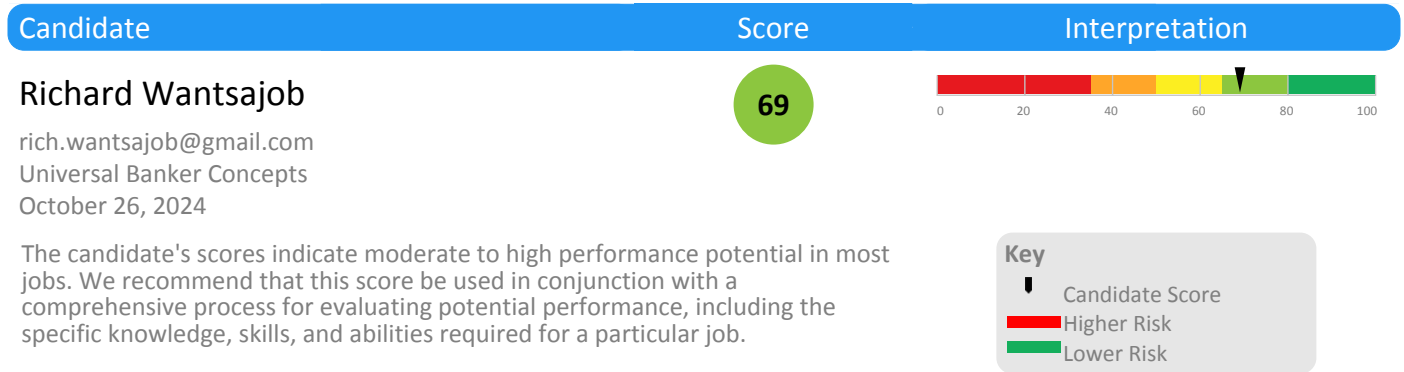 Candidate Score Interpretation
Richard Wantsajob
69
0 20 40 60 80 100
rich.wantsajob@gmail.com
Universal Banker Concepts
October 26, 2024
The candidate's scores indicate moderate to high performance potential in most
jobs. We recommend that this score be used in conjunction with a
comprehensive process for evaluating potential performance, including the
specific knowledge, skills, and abilities required for a particular job.
Key
Candidate Score
Higher Risk
Lower Risk